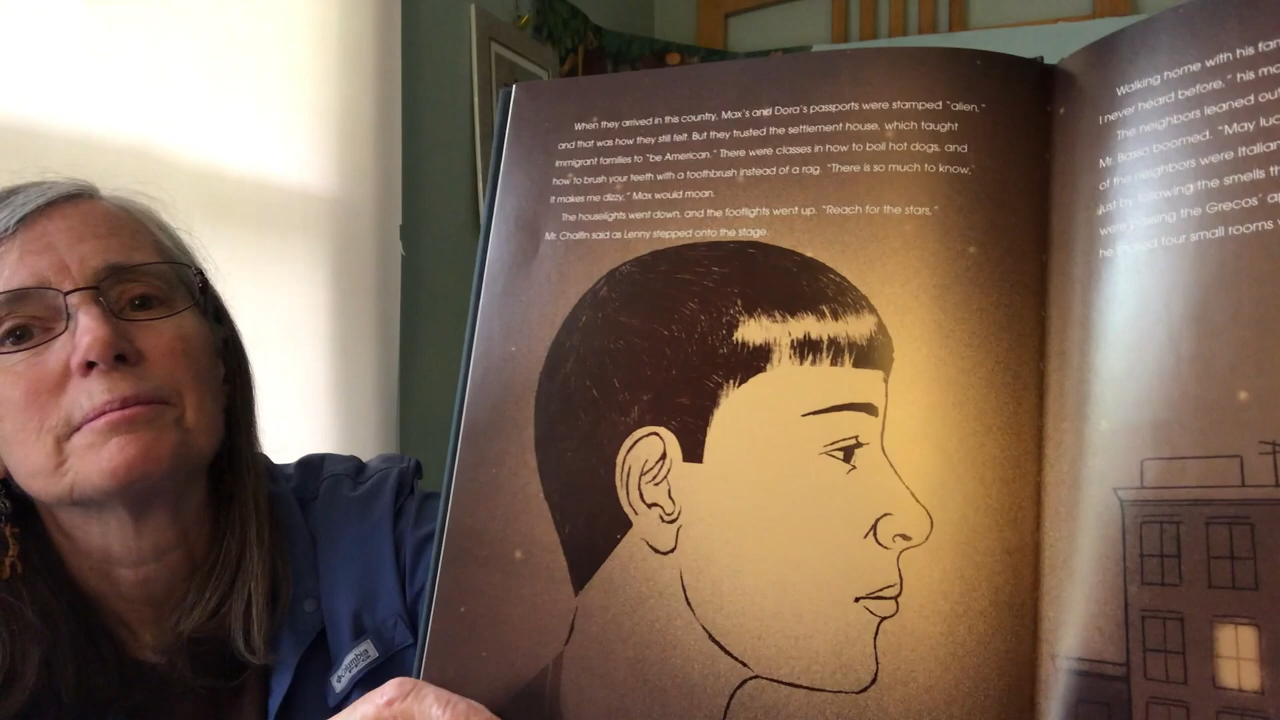 When they arrived in this country, Max's and Dora's passports were stamped "alien,"
and that was how they still felt. But they trusted the settlement house, which taught
immigrant families to "be American." There were classes in how to boil hot dogs, and
how to brush your teeth with a toothbrush instead of a rag. "There is so much to know,
it makes me dizzy," Max would moan.
The houselights went down, and the footlights went up. "Reach for the stars,"
Mr. Chaifin said as Lenny stepped onto the stage.
Walking home with his
I never heard before," his
The neighbors leaned out
Mr. Basso boomed. "May
of the neighbors were Italian
just by following the smells
were passing the Grecos'
he shared four small rooms
Columbia